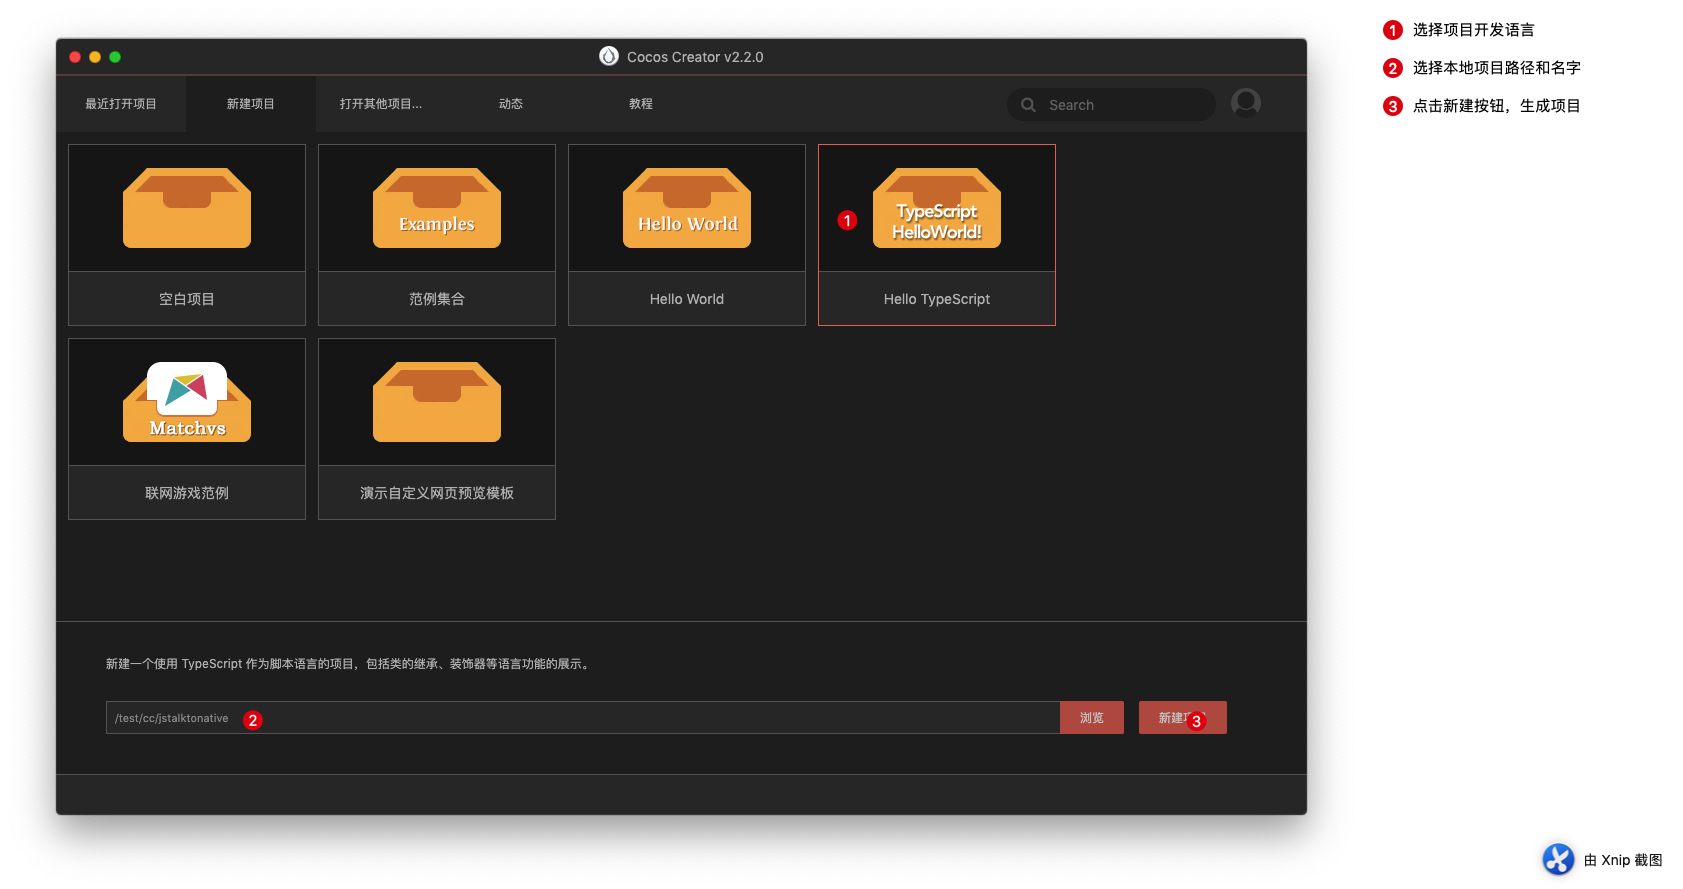 Cocos Creator v2.2.0
最近打开项目
新建项目
打开其他项目...
动态
教程
Search
Examples
Hello World
TypeScript
HelloWorld!
1
空白项目
范例集合
Hello World
Hello TypeScript
Matchvs
联网游戏范例
演示自定义网页预览模板
新建一个使用 TypeScript 作为脚本语言的项目，包括类的继承、装饰器等语言功能的展示。
/test/cc/jstalktonative
2
浏览
新建
3
1 选择项目开发语言
2 选择本地项目路径和名字
3 点击新建按钮，生成项目
由 Xnip 截图